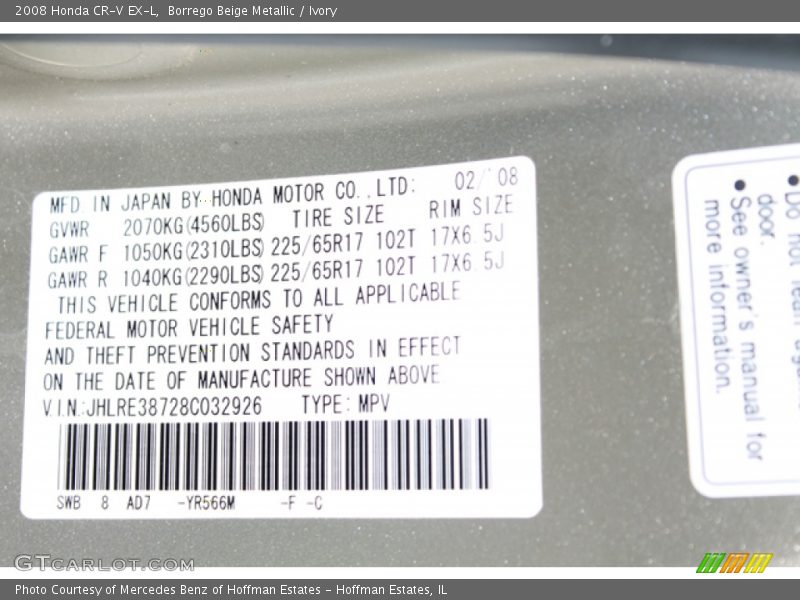 2008 Honda CR-V EX-L, Borrego Beige Metallic / Ivory
MFD. IN JAPAN BY HONDA MOTOR CO., LTD: 02/'08
GVWR 2070KG(4560LBS) TIRE SIZE RIM SIZE
GAWR F 1050KG(2310LBS) 225/65R17 102T 17X6.5J
GAWR R 1040KG(2290LBS) 225/65R17 102T 17X6.5J
THIS VEHICLE CONFORMS TO ALL APPLICABLE
FEDERAL MOTOR VEHICLE SAFETY
AND THEFT PREVENTION STANDARDS IN EFFECT
ON THE DATE OF MANUFACTURE SHOWN ABOVE.
V.I.N.:JHLRE38728C032926 TYPE: MPV
SWB 8 AD7 -YR566M -F -C
● Do not
door.
● See owner's manual for
more information.
GTCarLot.com
Photo Courtesy of Mercedes Benz of Hoffman Estates - Hoffman Estates, IL